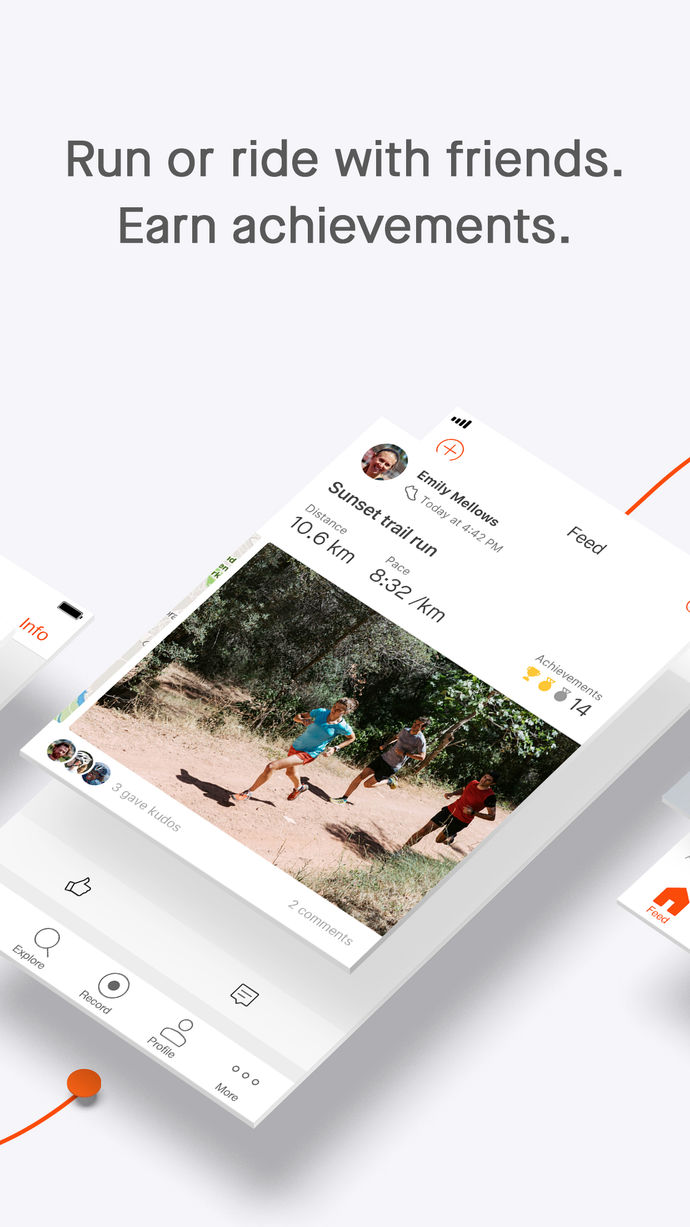 Run or ride with friends.
Earn achievements.
Feed
Info
Emily Mellows
Today at 4:42 PM
Sunset trail run
Distance
10.6 km
Pace
8:32 /km
Achievements
14
3 gave kudos
2 comments
Explore
Record
Profile
More
Feed